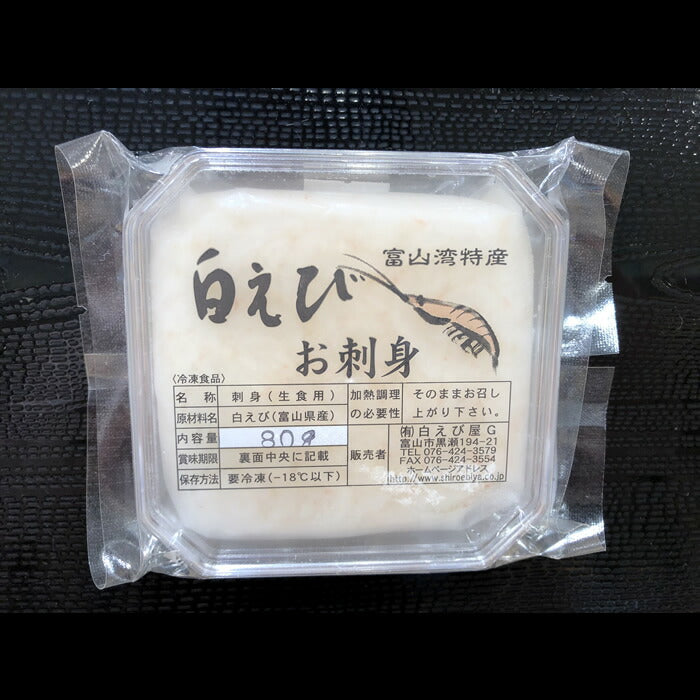 富山湾特産
白えび
お刺身
〈冷凍食品〉
名称 刺身(生食用)
原材料名 白えび(富山県産)
内容量 80g
賞味期限 裏面中央に記載
保存方法 要冷凍(-18℃以下)
加熱調理の必要性 そのままお召し上がり下さい。
販売者
(有)白えび屋 G
富山市黒瀬194-21
TEL 076-424-3579
FAX 076-424-3554
ホームページアドレス
http://www.shiroebiya.co.jp